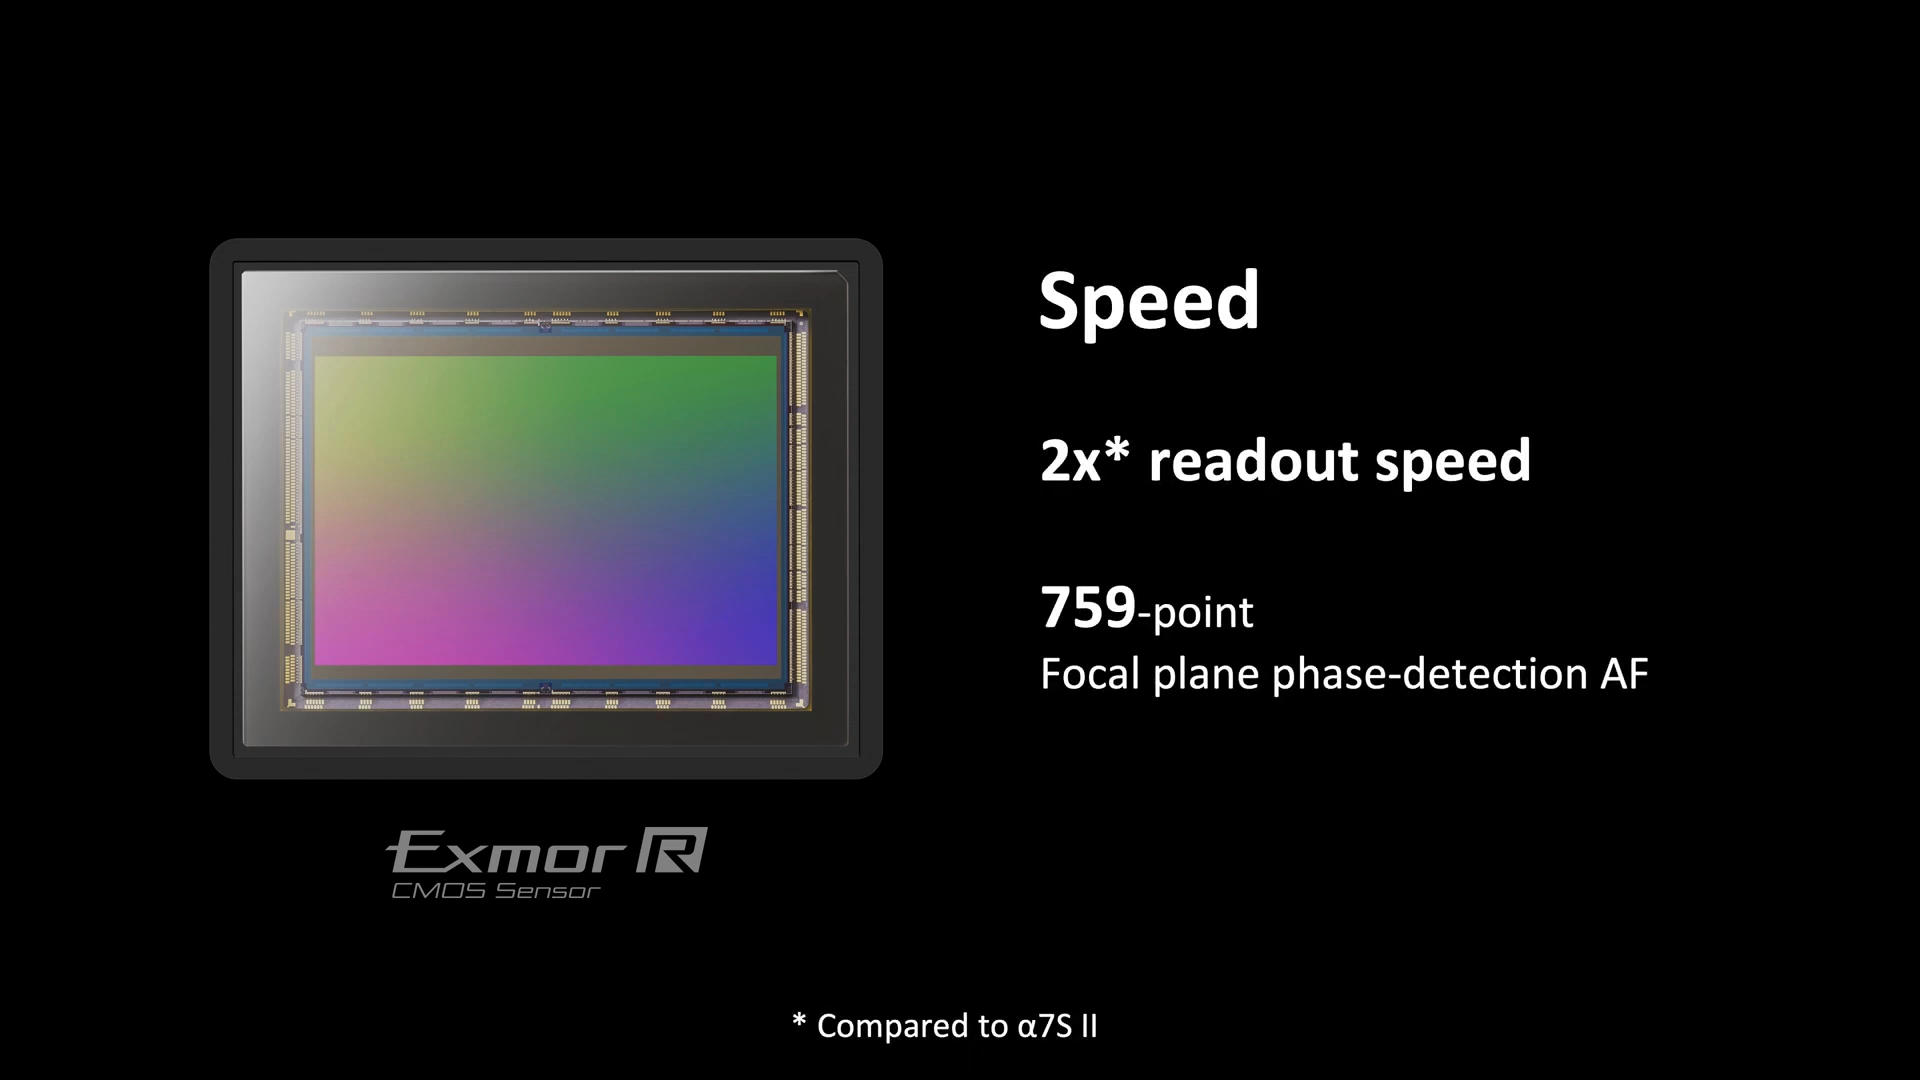 Speed
2x* readout speed
759-point
Focal plane phase-detection AF
Exmor R
CMOS Sensor
* Compared to α7S II